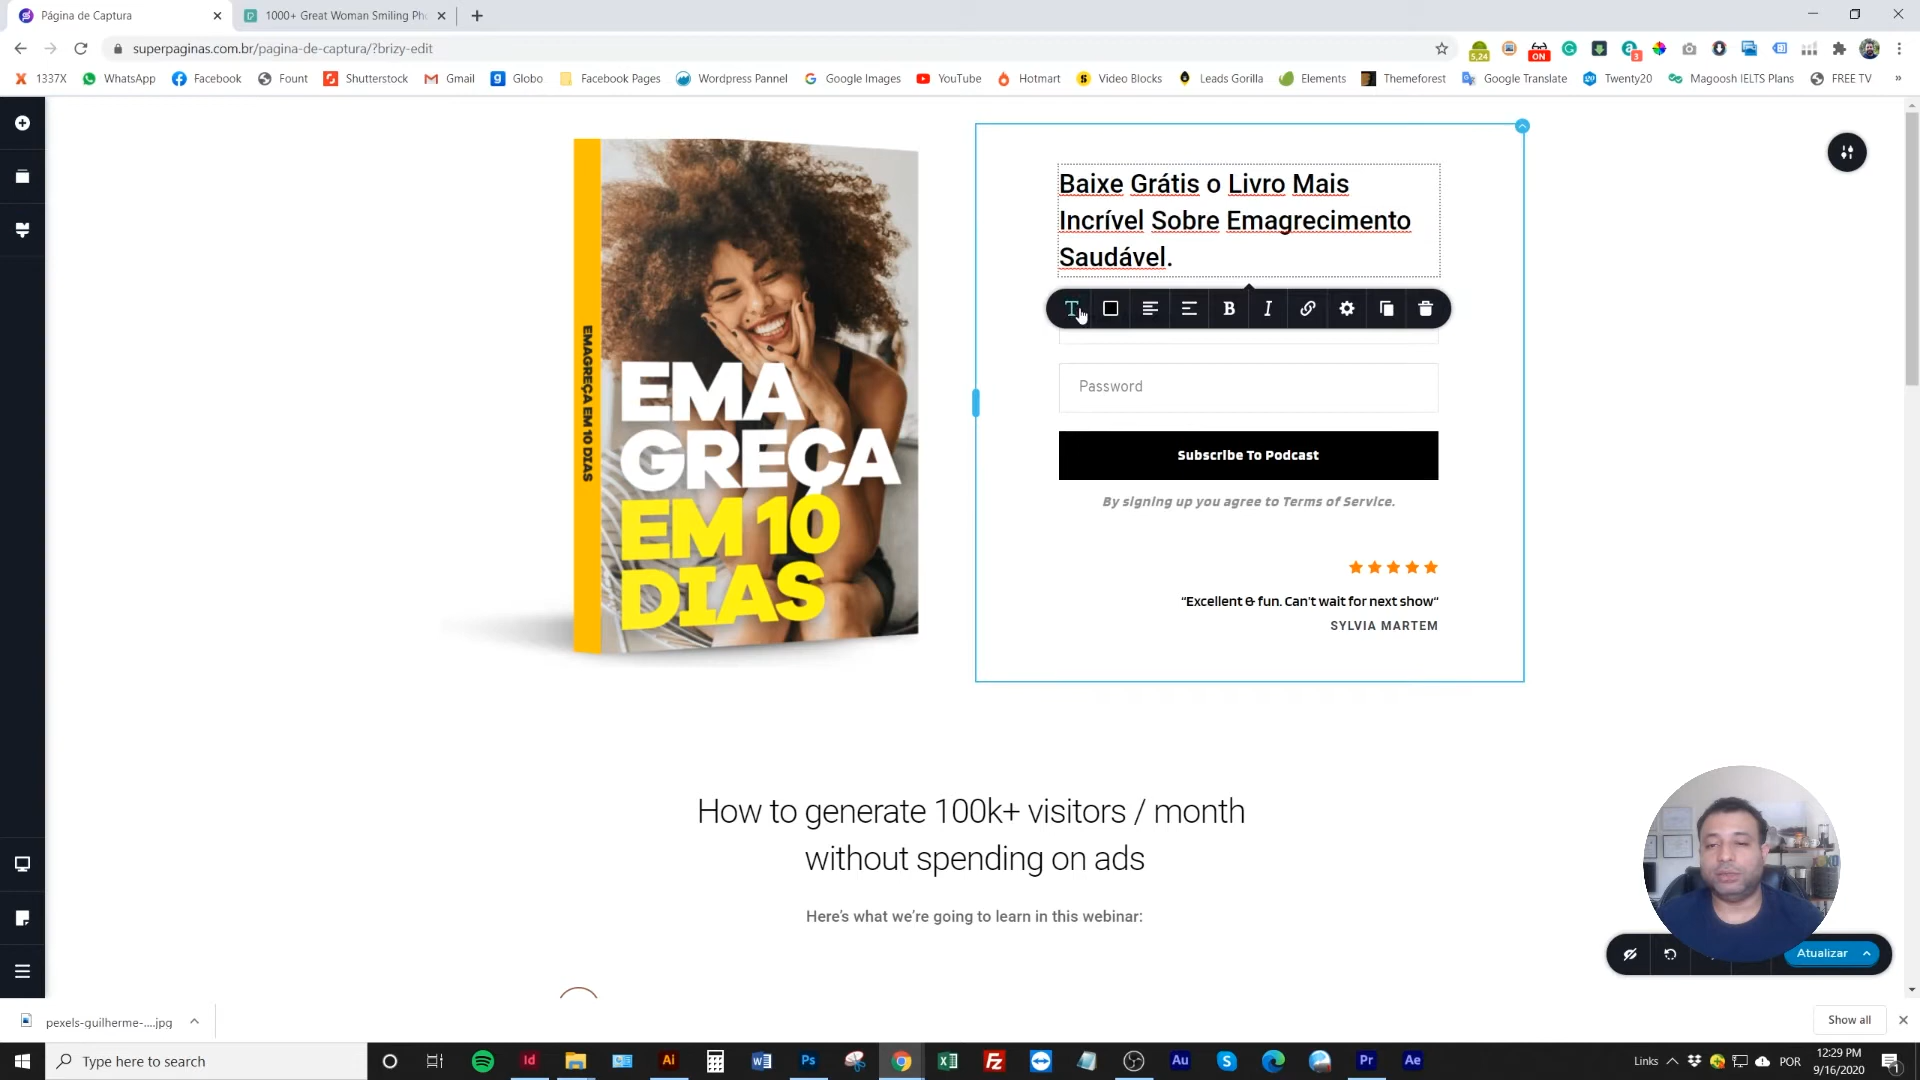 Página de Captura
1000+ Great Woman Smiling Pho
superpaginas.com.br/pagina-de-captura/?brizy-edit
5,24
ON
3
1337X
WhatsApp
Facebook
Fount
Shutterstock
Gmail
Globo
Facebook Pages
Wordpress Pannel
Google Images
YouTube
Hotmart
Video Blocks
Leads Gorilla
Elements
Themeforest
Google Translate
Twenty20
Magoosh IELTS Plans
FREE TV
»
Baixe Grátis o Livro Mais
Incrível Sobre Emagrecimento
Saudável.
EMAGREÇA EM 10 DIAS
EMA
GREÇA
EM 10
DIAS
Password
Subscribe To Podcast
By signing up you agree to Terms of Service.
“Excellent & fun. Can’t wait for next show“
SYLVIA MARTEM
How to generate 100k+ visitors / month
without spending on ads
Here’s what we’re going to learn in this webinar:
Atualizar
pexels-guilherme-....jpg
Show all
Type here to search
Links
POR
12:29 PM
9/16/2020